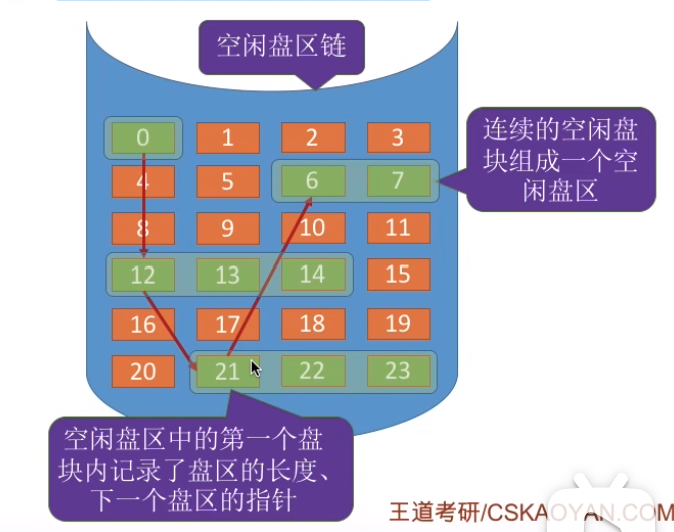 空闲盘区链
连续的空闲盘
块组成一个空
闲盘区
0 1 2 3
4 5 6 7
8 9 10 11
12 13 14 15
16 17 18 19
20 21 22 23
空闲盘区中的第一个盘
块内记录了盘区的长度、
下一个盘区的指针
王道考研/CSKAOYAN.COM